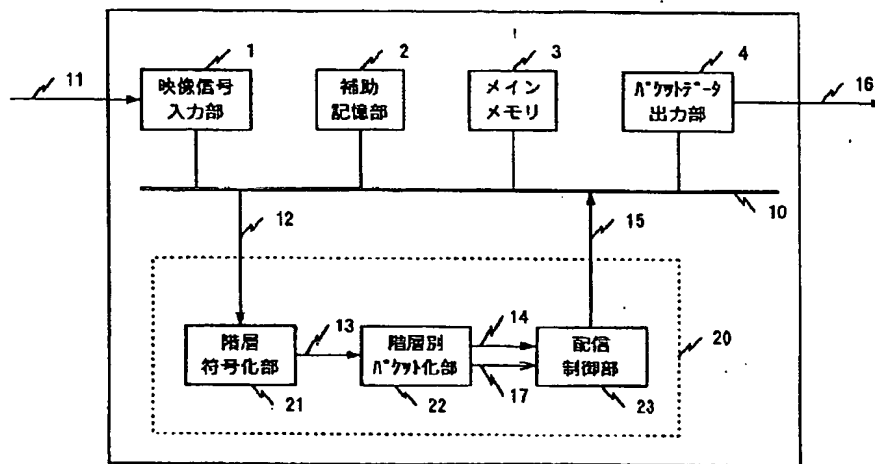 1
2
3
4
11
映像信号
入力部
補助
記憶部
メイン
メモリ
パケットデータ
出力部
16
10
12
15
13
14
階層
符号化部
階層別
パケット化部
配信
制御部
20
21
22
17
23